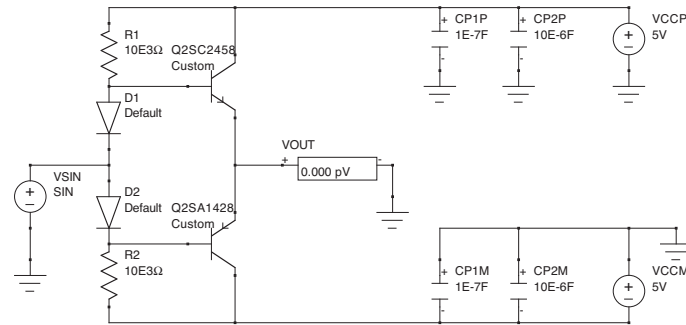 R1
10E3Ω
Q2SC2458
Custom
+ CP1P
1E-7F
-
+ CP2P
10E-6F
-
VCCP
5V
+
-
D1
Default
VOUT
+
-
0.000 pV
VSIN
SIN
+
-
D2
Default
Q2SA1428
Custom
R2
10E3Ω
+ CP1M
1E-7F
-
+ CP2M
10E-6F
-
VCCM
5V
+
-